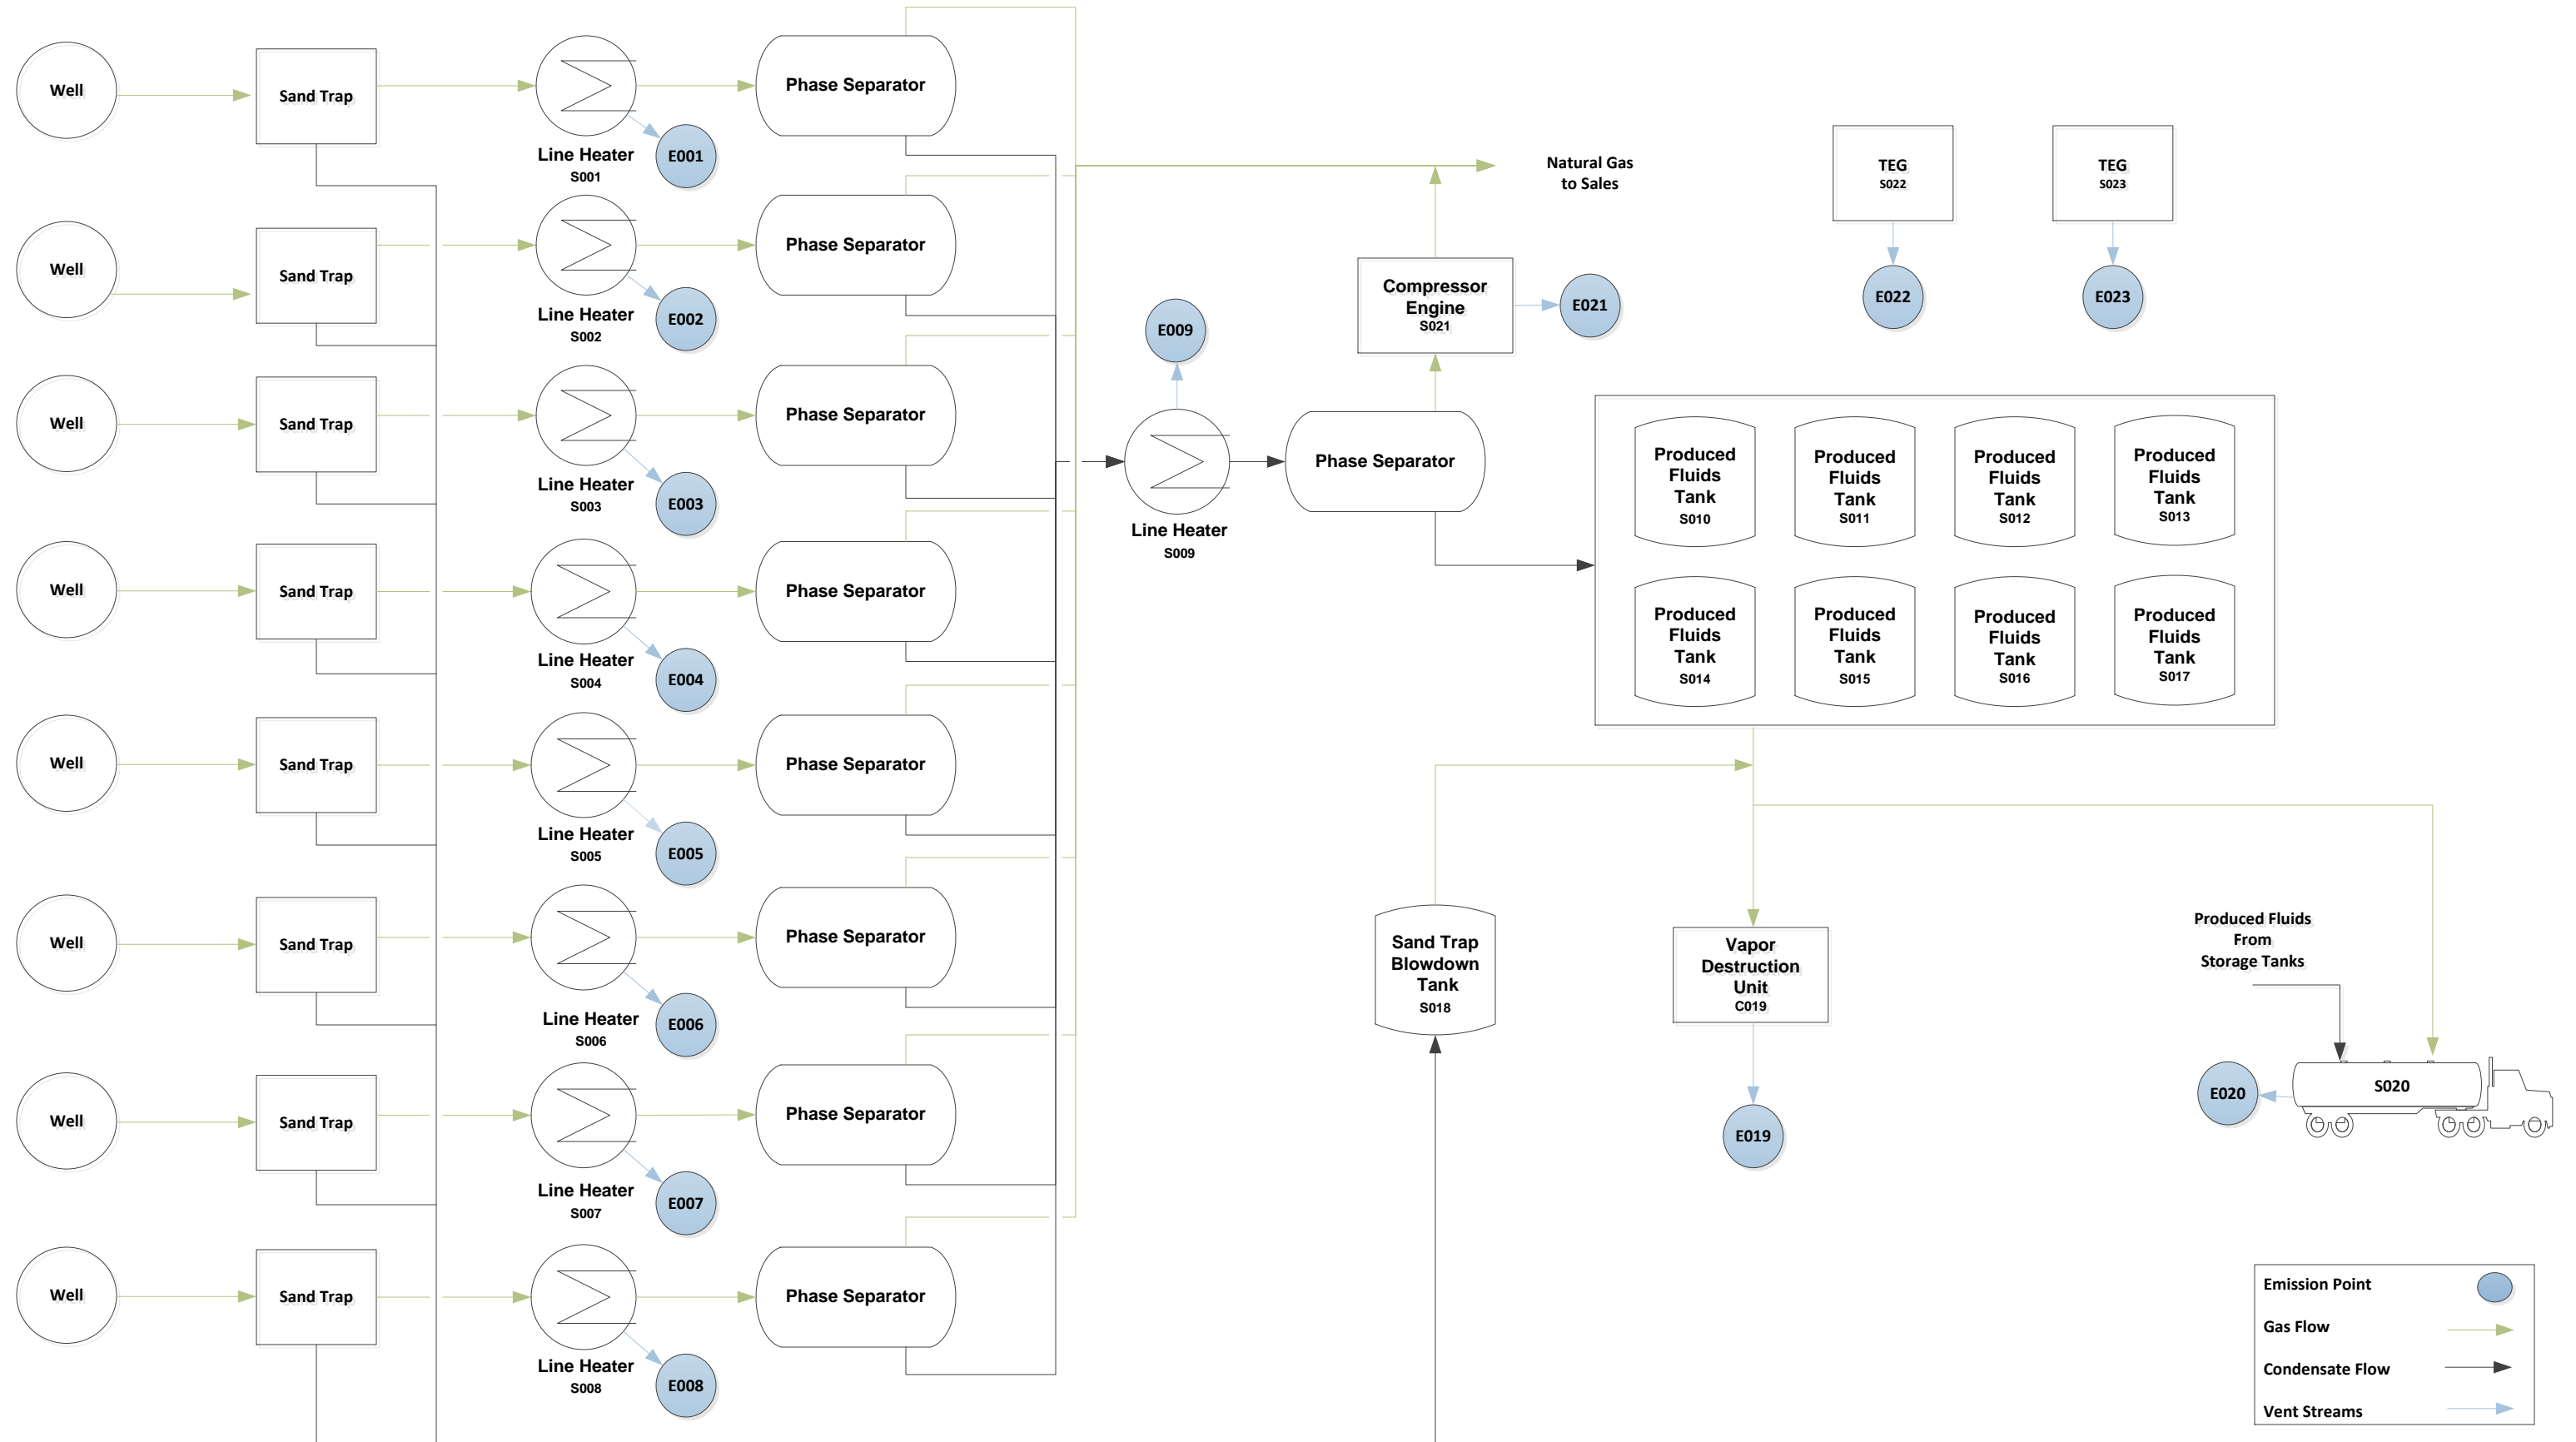 Well
Sand Trap
Line Heater
S001
E001
Phase Separator
Well
Sand Trap
Line Heater
S002
E002
Phase Separator
Well
Sand Trap
Line Heater
S003
E003
Phase Separator
Well
Sand Trap
Line Heater
S004
E004
Phase Separator
Well
Sand Trap
Line Heater
S005
E005
Phase Separator
Well
Sand Trap
Line Heater
S006
E006
Phase Separator
Well
Sand Trap
Line Heater
S007
E007
Phase Separator
Well
Sand Trap
Line Heater
S008
E008
Phase Separator
E009
Line Heater
S009
Phase Separator
Compressor
Engine
S021
E021
Natural Gas
to Sales
TEG
S022
E022
TEG
S023
E023
Produced
Fluids
Tank
S010
Produced
Fluids
Tank
S011
Produced
Fluids
Tank
S012
Produced
Fluids
Tank
S013
Produced
Fluids
Tank
S014
Produced
Fluids
Tank
S015
Produced
Fluids
Tank
S016
Produced
Fluids
Tank
S017
Sand Trap
Blowdown
Tank
S018
Vapor
Destruction
Unit
C019
E019
Produced Fluids
From
Storage Tanks
E020
S020
Emission Point
Gas Flow
Condensate Flow
Vent Streams